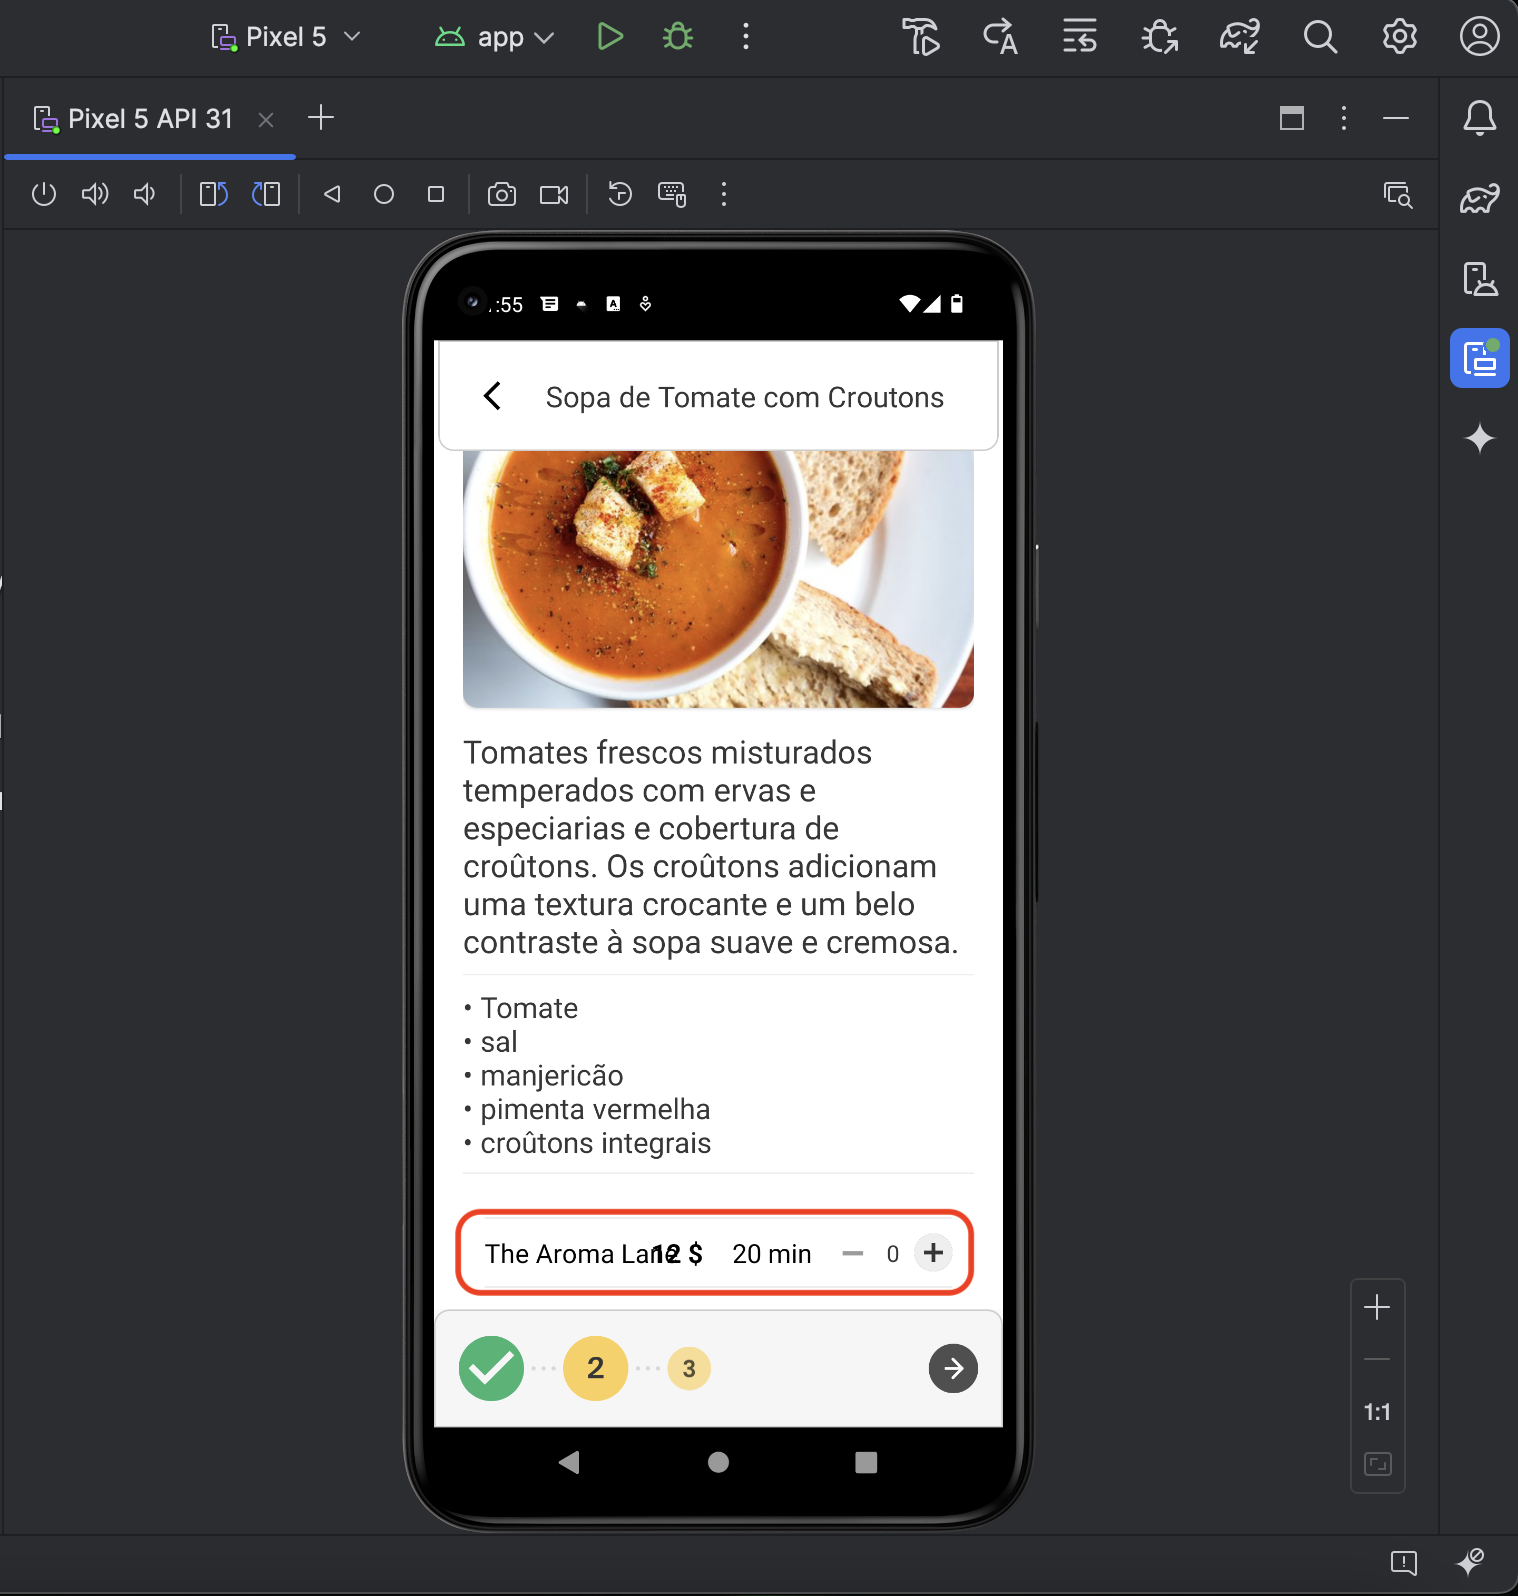 Pixel 5 app
Pixel 5 API 31
:55
Sopa de Tomate com Croutons
Tomates frescos misturados
temperados com ervas e
especiarias e cobertura de
croûtons. Os croûtons adicionam
uma textura crocante e um belo
contraste à sopa suave e cremosa.
• Tomate
• sal
• manjericão
• pimenta vermelha
• croûtons integrais
The Aroma Lane 12 $ 20 min 0
2 3
1:1